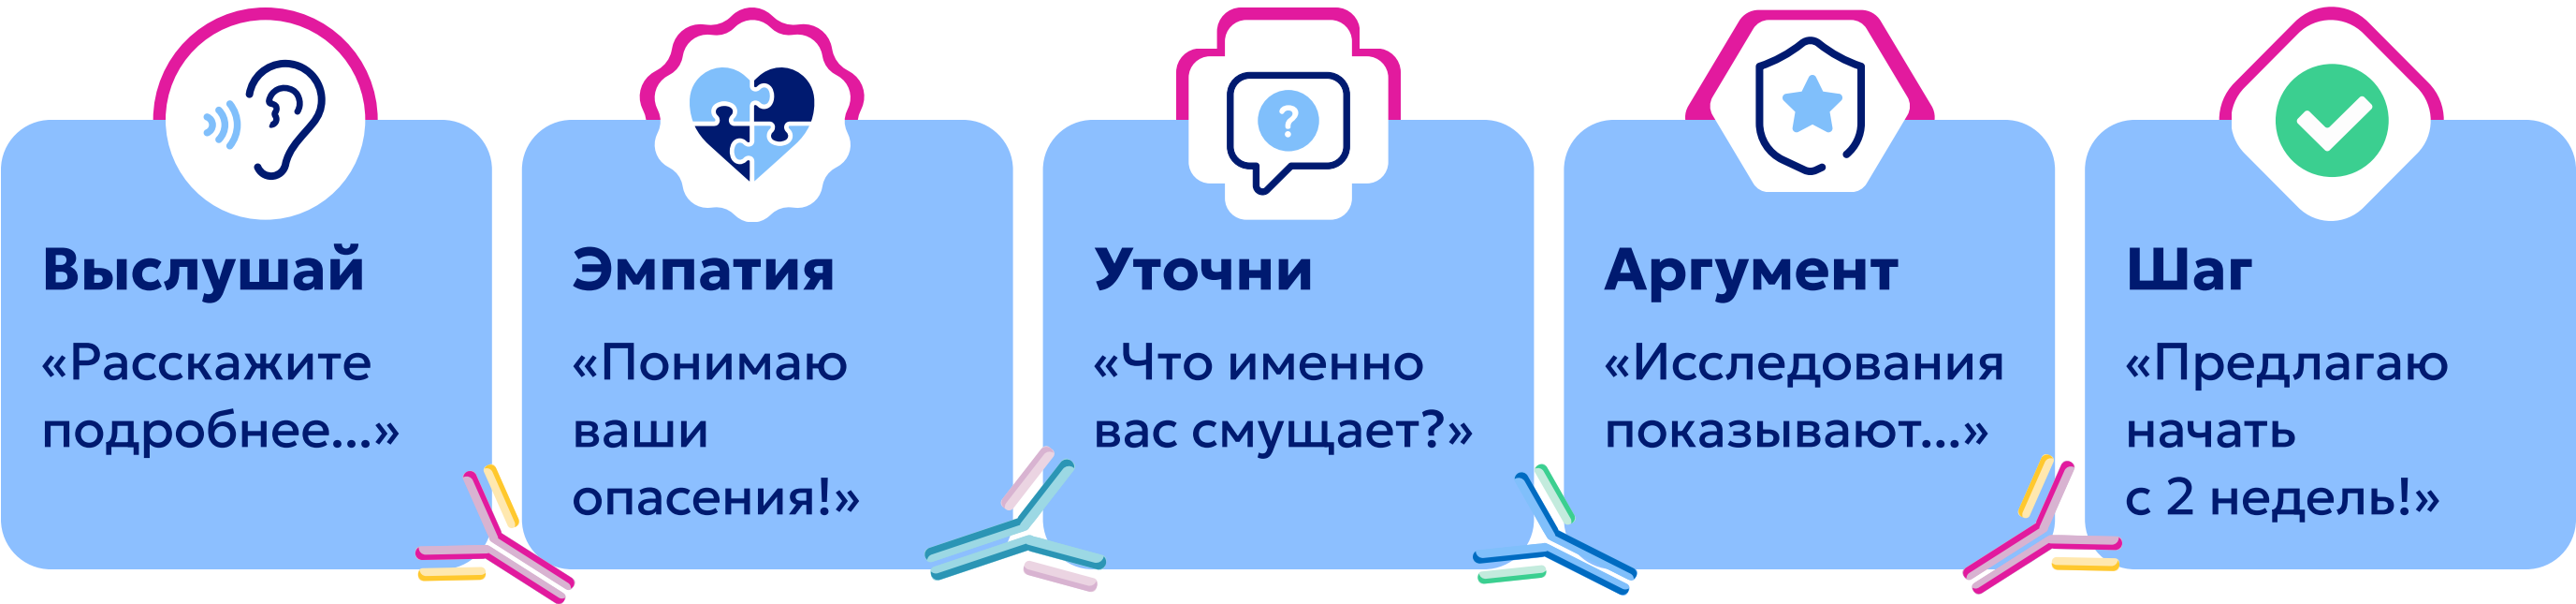 Выслушай
«Расскажите
подробнее...»
Эмпатия
«Понимаю
ваши
опасения!»
Уточни
?
«Что именно
вас смущает?»
Аргумент
«Исследования
показывают...»
Шаг
«Предлагаю
начать
с 2 недель!»